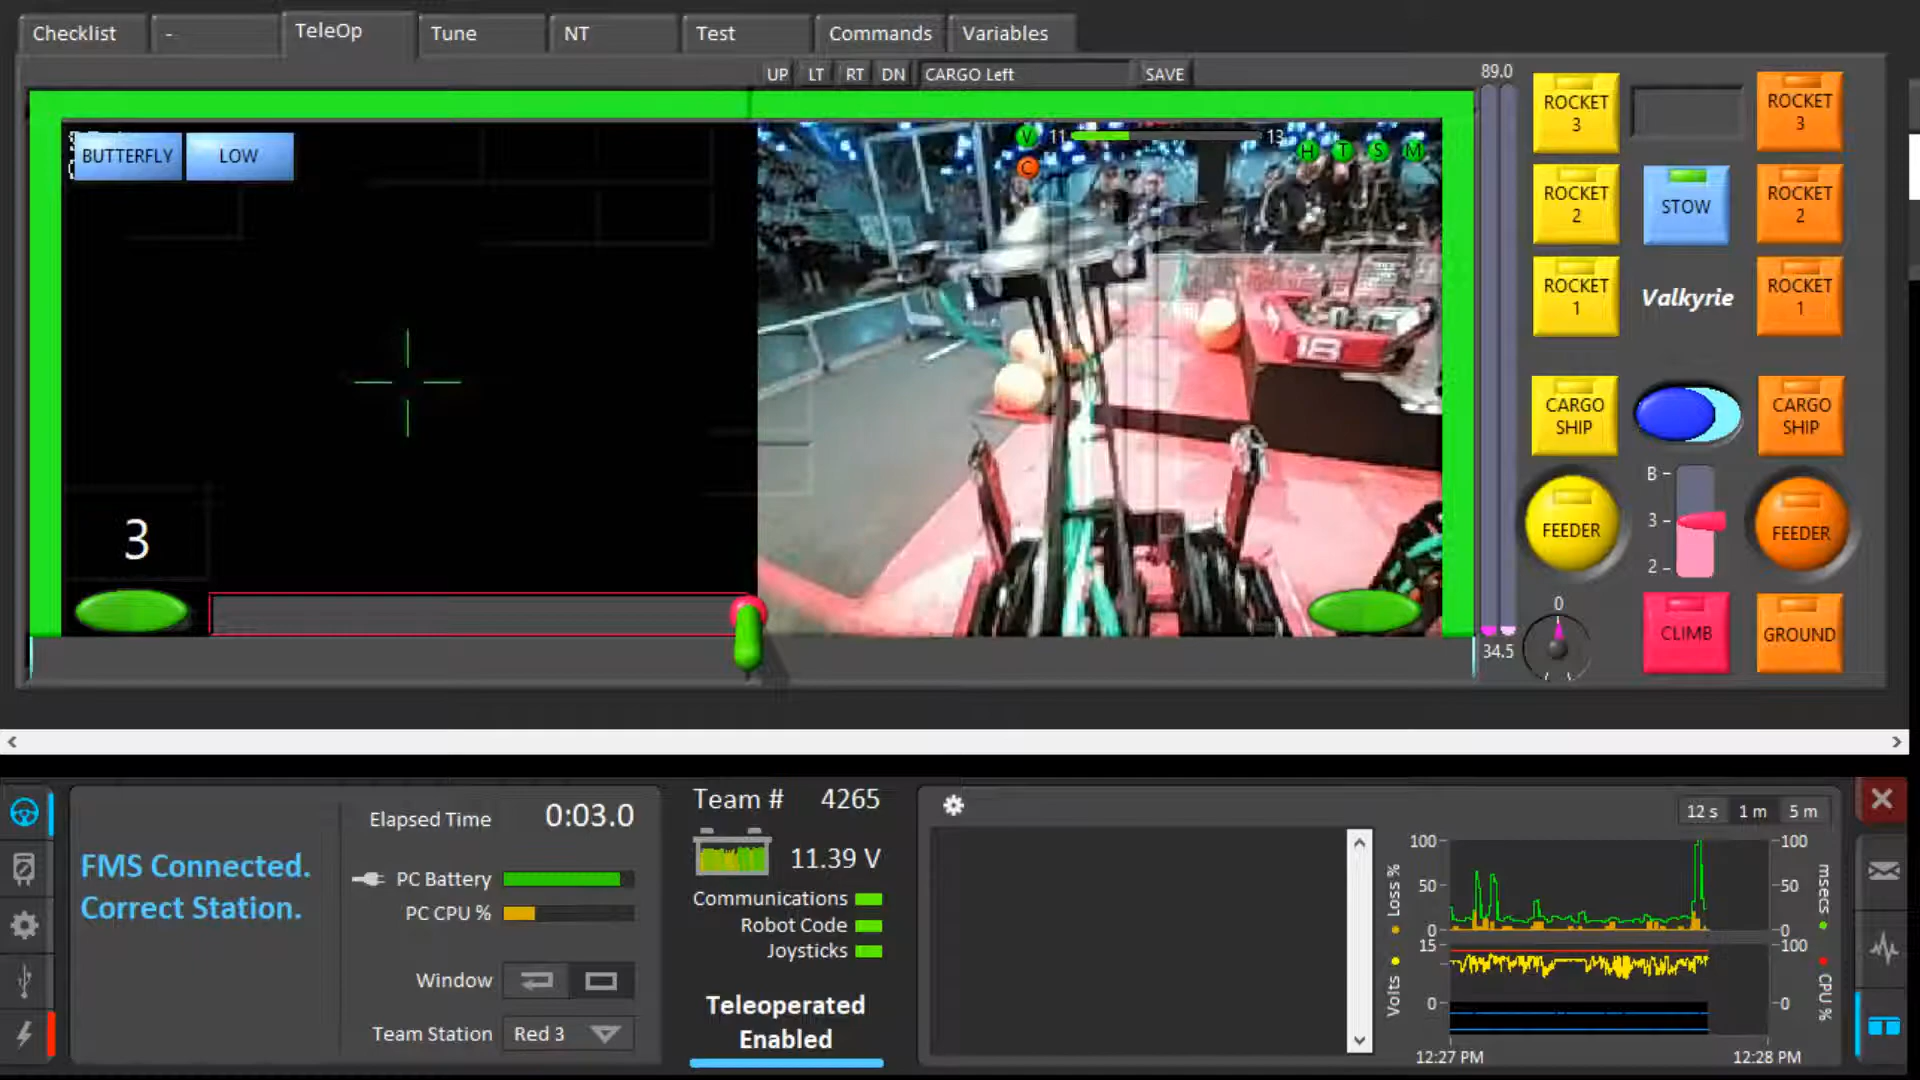 Checklist
-
TeleOp
Tune
NT
Test
Commands
Variables
UP LT RT DN CARGO Left SAVE
89.0
BUTTERFLY LOW
V 11 13
C
H T S M
18
3
34.5
ROCKET
3
ROCKET
3
ROCKET
2
STOW
ROCKET
2
ROCKET
1
Valkyrie
ROCKET
1
CARGO
SHIP
CARGO
SHIP
B
3
2
FEEDER
FEEDER
0
CLIMB
GROUND
FMS Connected.
Correct Station.
Elapsed Time 0:03.0
PC Battery
PC CPU %
Window
Team Station Red 3
Team # 4265
11.39 V
Communications
Robot Code
Joysticks
Teleoperated
Enabled
12 s 1 m 5 m
100
50
0
15
0
100
50
0
100
0
Loss %
Volts
msecs
CPU %
12:27 PM 12:28 PM